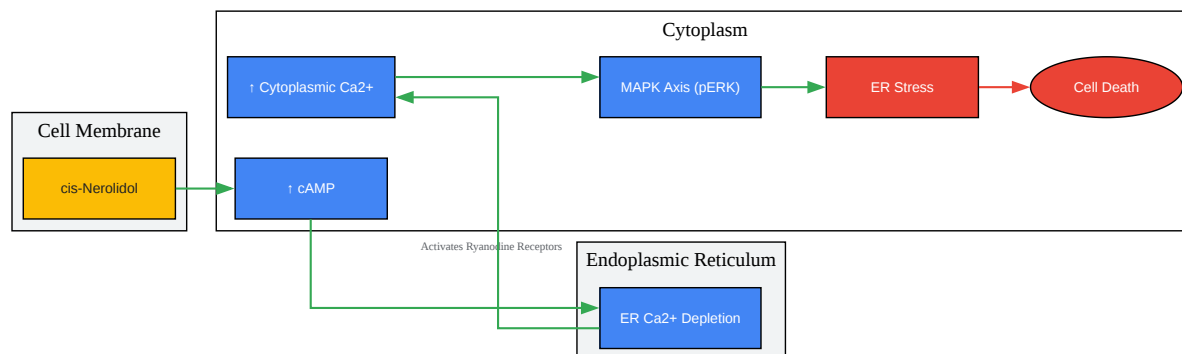 Cytoplasm
↑ Cytoplasmic Ca2+
MAPK Axis (pERK)
ER Stress
Cell Death
Cell Membrane
cis-Nerolidol
↑ cAMP
Activates Ryanodine Receptors
Endoplasmic Reticulum
ER Ca2+ Depletion